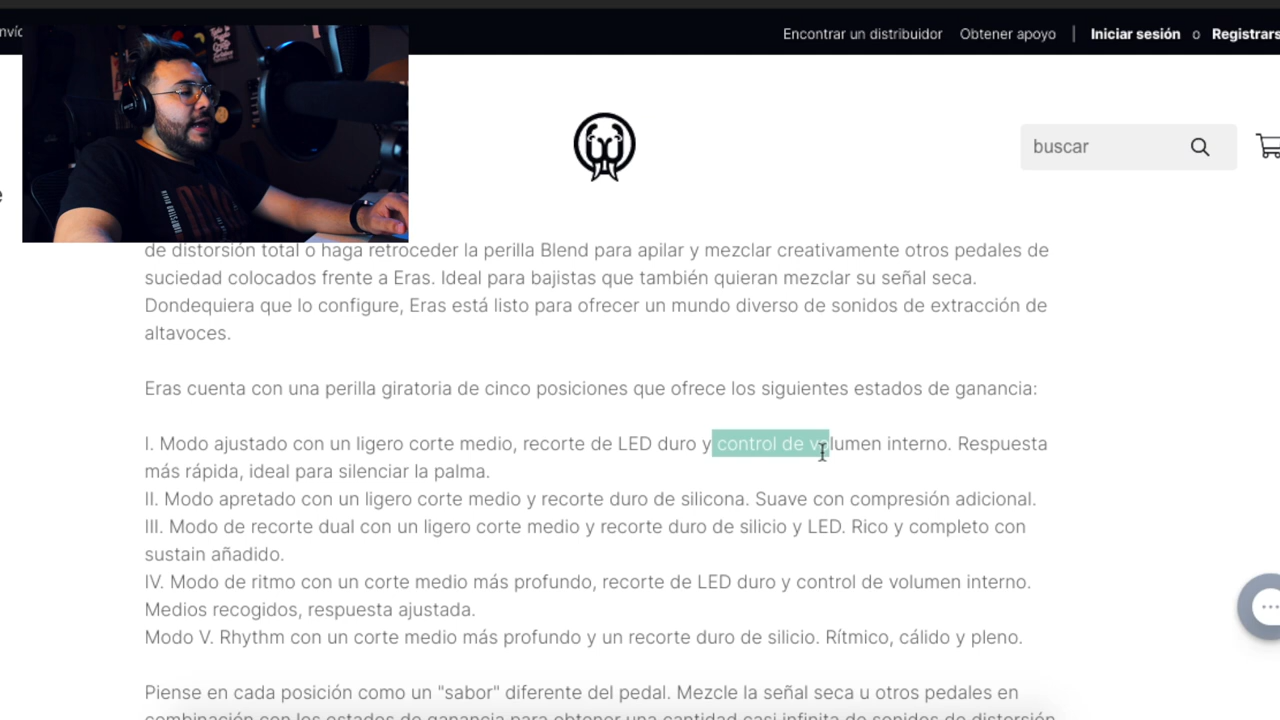 Encontrar un distribuidor Obtener apoyo | Iniciar sesión o
buscar
de distorsión total o haga retroceder la perilla Blend para apilar y mezclar creativamente otros pedales de
suciedad colocados frente a Eras. Ideal para bajistas que también quieran mezclar su señal seca.
Dondequiera que lo configure, Eras está listo para ofrecer un mundo diverso de sonidos de extracción de
altavoces.
Eras cuenta con una perilla giratoria de cinco posiciones que ofrece los siguientes estados de ganancia:
I. Modo ajustado con un ligero corte medio, recorte de LED duro y control de volumen interno. Respuesta
más rápida, ideal para silenciar la palma.
II. Modo apretado con un ligero corte medio y recorte duro de silicona. Suave con compresión adicional.
III. Modo de recorte dual con un ligero corte medio y recorte duro de silicio y LED. Rico y completo con
sustain añadido.
IV. Modo de ritmo con un corte medio más profundo, recorte de LED duro y control de volumen interno.
Medios recogidos, respuesta ajustada.
Modo V. Rhythm con un corte medio más profundo y un recorte duro de silicio. Rítmico, cálido y pleno.
Piense en cada posición como un "sabor" diferente del pedal. Mezcle la señal seca u otros pedales en
combinación con los estados de ganancia para obtener una cantidad casi infinita de sonidos de distorsión